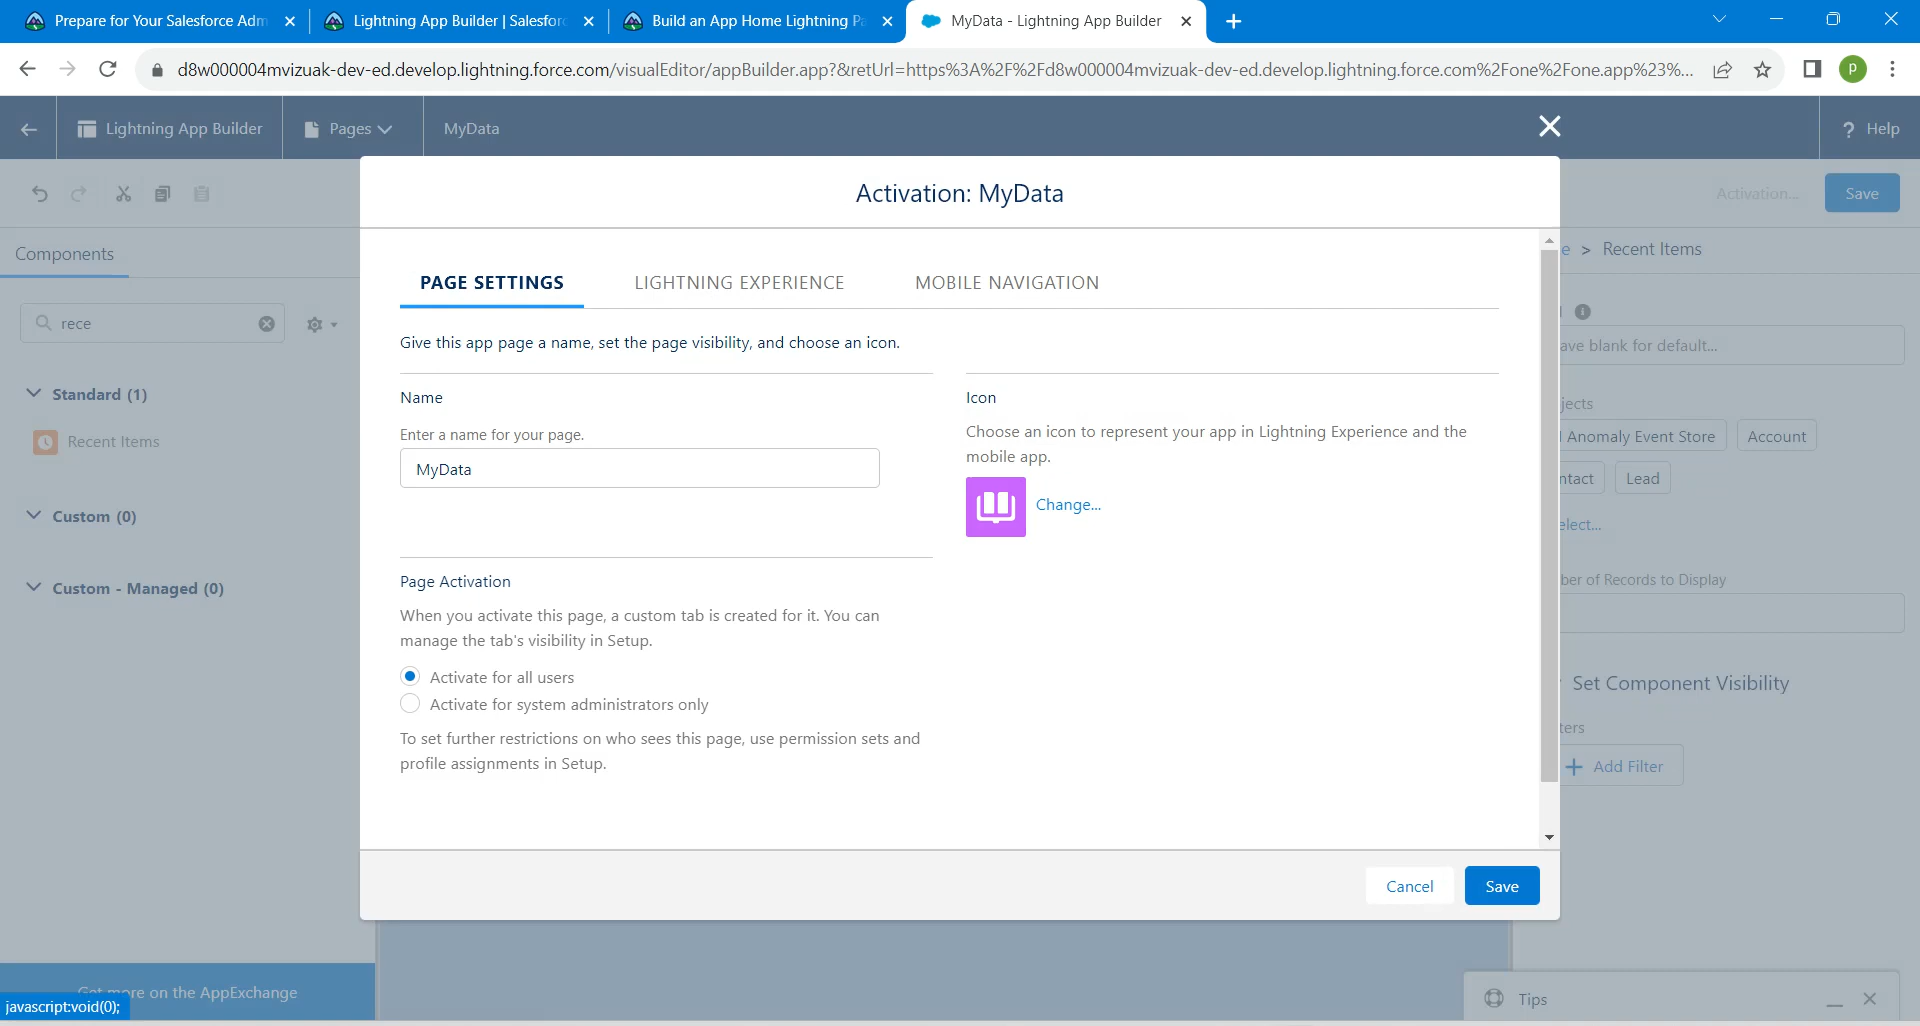 Prepare for Your Salesforce Adm
Lightning App Builder | Salesforc
Build an App Home Lightning Pa
MyData - Lightning App Builder
d8w000004mvizuak-dev-ed.develop.lightning.force.com/visualEditor/appBuilder.app?&retUrl=https%3A%2F%2Fd8w000004mvizuak-dev-ed.develop.lightning.force.com%2Fone%2Fone.app%23%...
P
Lightning App Builder
Pages
MyData
? Help
Activation: MyData
Activation...
Save
Components
e > Recent Items
PAGE SETTINGS
LIGHTNING EXPERIENCE
MOBILE NAVIGATION
rece
Give this app page a name, set the page visibility, and choose an icon.
ave blank for default...
Standard (1)
Recent Items
Name
Icon
jects
Enter a name for your page.
Choose an icon to represent your app in Lightning Experience and the
mobile app.
Anomaly Event Store
Account
MyData
Change...
ntact
Lead
elect...
Custom (0)
Custom - Managed (0)
Page Activation
ber of Records to Display
When you activate this page, a custom tab is created for it. You can
manage the tab's visibility in Setup.
Activate for all users
Activate for system administrators only
Set Component Visibility
To set further restrictions on who sees this page, use permission sets and
profile assignments in Setup.
ters
Add Filter
Cancel
Save
Get more on the AppExchange
javascript:void(0);
Tips